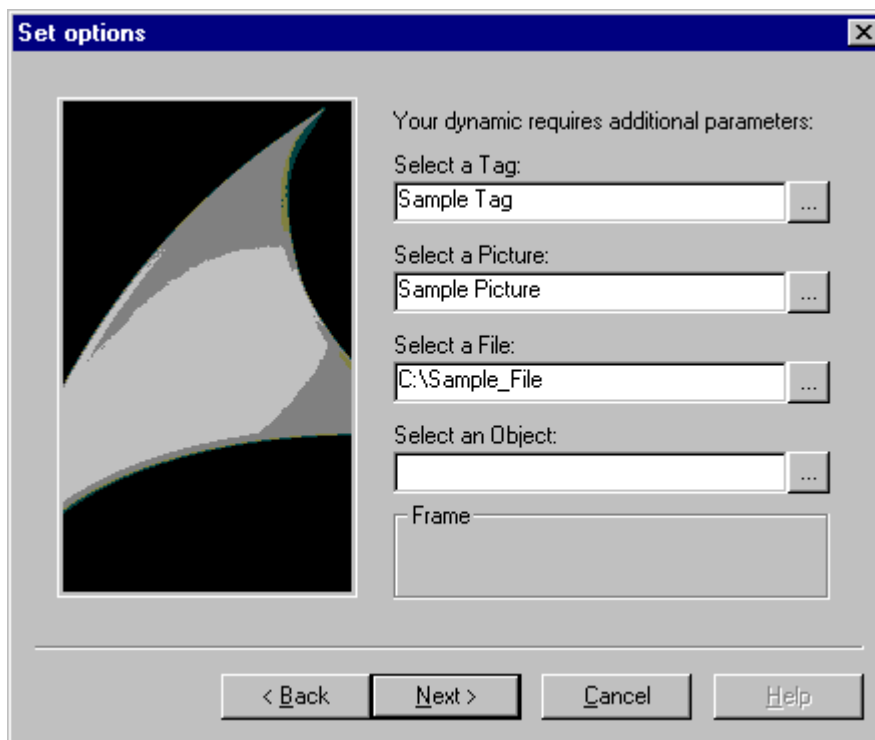 Set options
Your dynamic requires additional parameters:
Select a Tag:
Sample Tag
...
Select a Picture:
Sample Picture
...
Select a File:
C:\Sample_File
...
Select an Object:
...
Frame
< Back
Next >
Cancel
Help